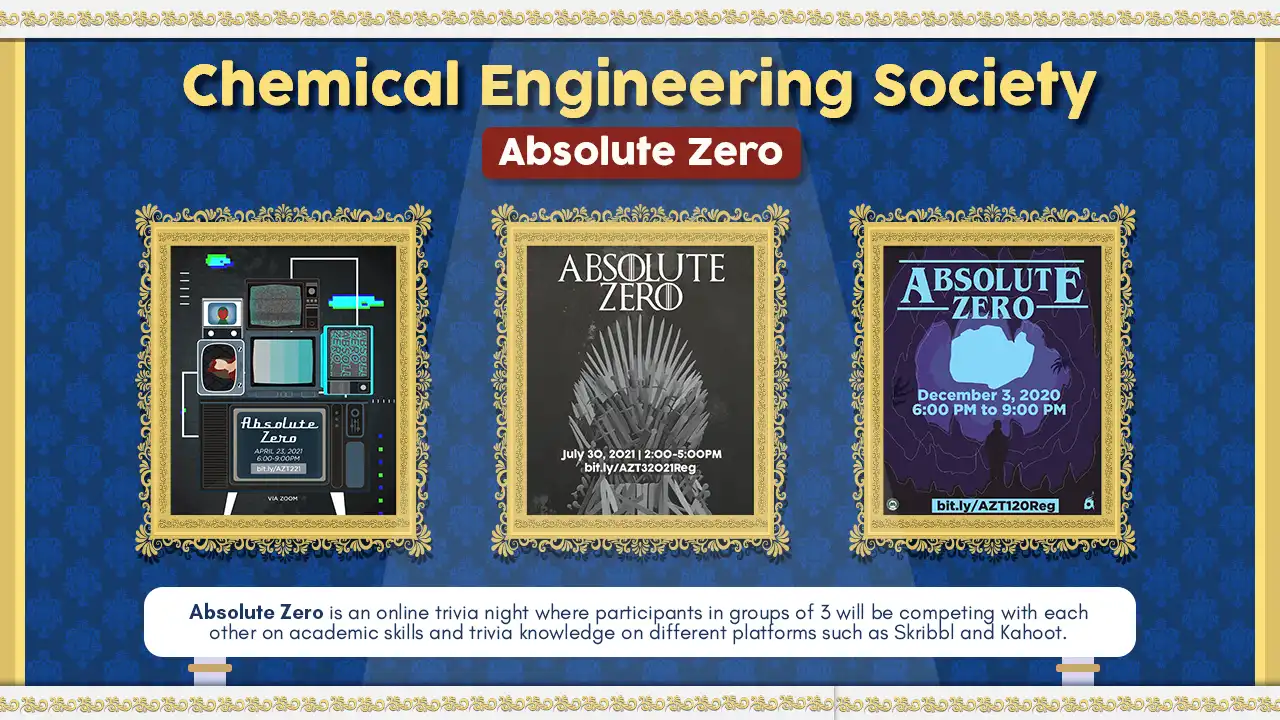 Chemical Engineering Society
Absolute Zero
Absolute
Zero
APRIL 23, 2021
6:00-9:00PM
bit.ly/AZT221
VIA ZOOM
ABSOLUTE
ZERO
July 30, 2021 | 2:00-5:00PM
bit.ly/AZT32021Reg
ABSOLUTE
ZERO
December 3, 2020
6:00 PM to 9:00 PM
bit.ly/AZT120Reg
Absolute Zero is an online trivia night where participants in groups of 3 will be competing with each
other on academic skills and trivia knowledge on different platforms such as Skribbl and Kahoot.